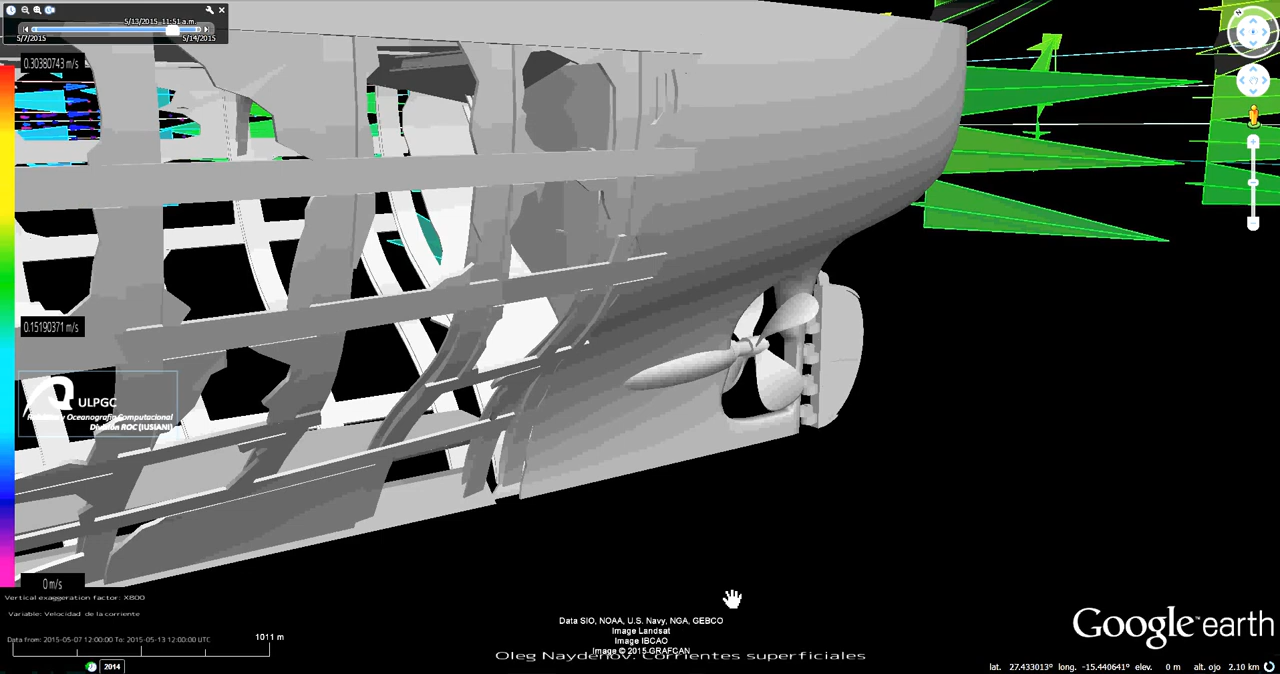 5/13/2015 11:51 a.m.
5/7/2015
5/14/2015
0.30380743 m/s
0.15190371 m/s
ULPGC
Oceanografía Computacional
División ROC (IUSIANI)
0 m/s
Vertical exaggeration factor: X800
Variable: Velocidad de la corriente
Data from: 2015-05-07 12:00:00 To: 2015-05-13 12:00:00 UTC
1011 m
2014
Data SIO, NOAA, U.S. Navy, NGA, GEBCO
Image Landsat
Image IBCAO
Image © 2015 GRAFCAN
Oleg Naydenov. Corrientes superficiales
Google earth
lat. 27.433013° long. -15.440641° elev. 0 m alt. ojo 2.10 km